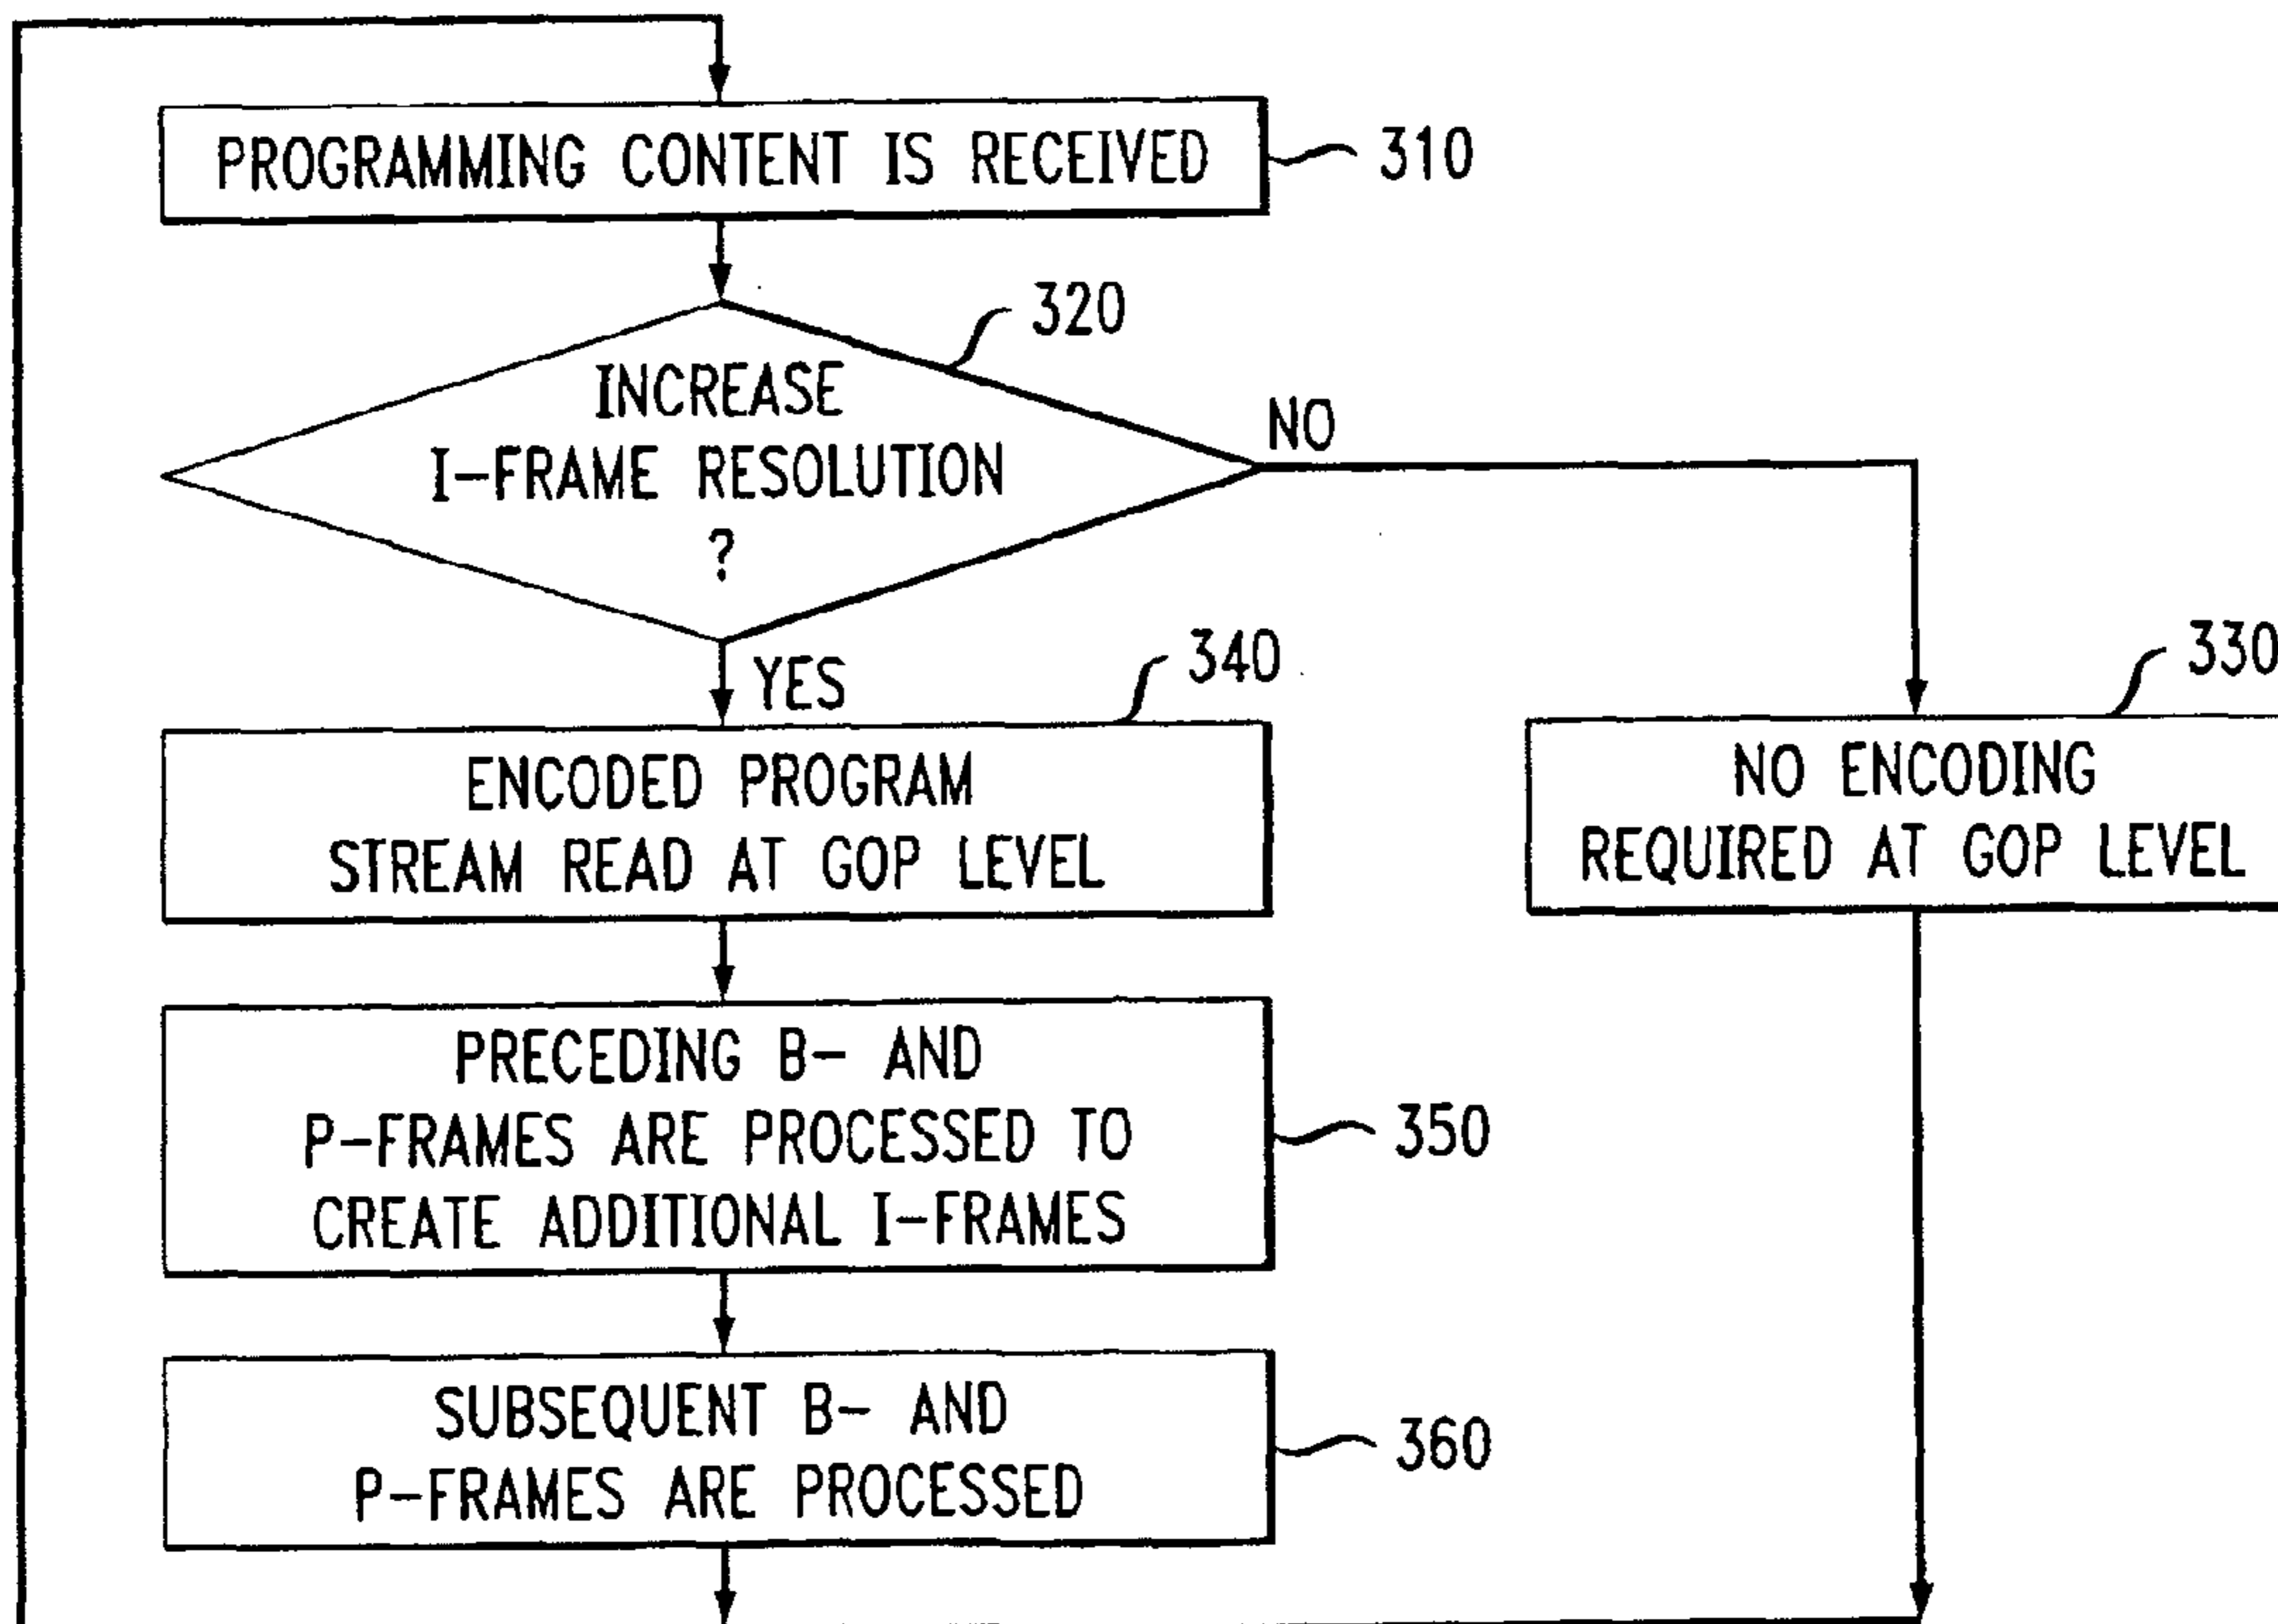 PROGRAMMING CONTENT IS RECEIVED
310
320
INCREASE
I-FRAME RESOLUTION
?
NO
YES
340
330
ENCODED PROGRAM
STREAM READ AT GOP LEVEL
NO ENCODING
REQUIRED AT GOP LEVEL
PRECEDING B- AND
P-FRAMES ARE PROCESSED TO
CREATE ADDITIONAL I-FRAMES
350
SUBSEQUENT B- AND
P-FRAMES ARE PROCESSED
360